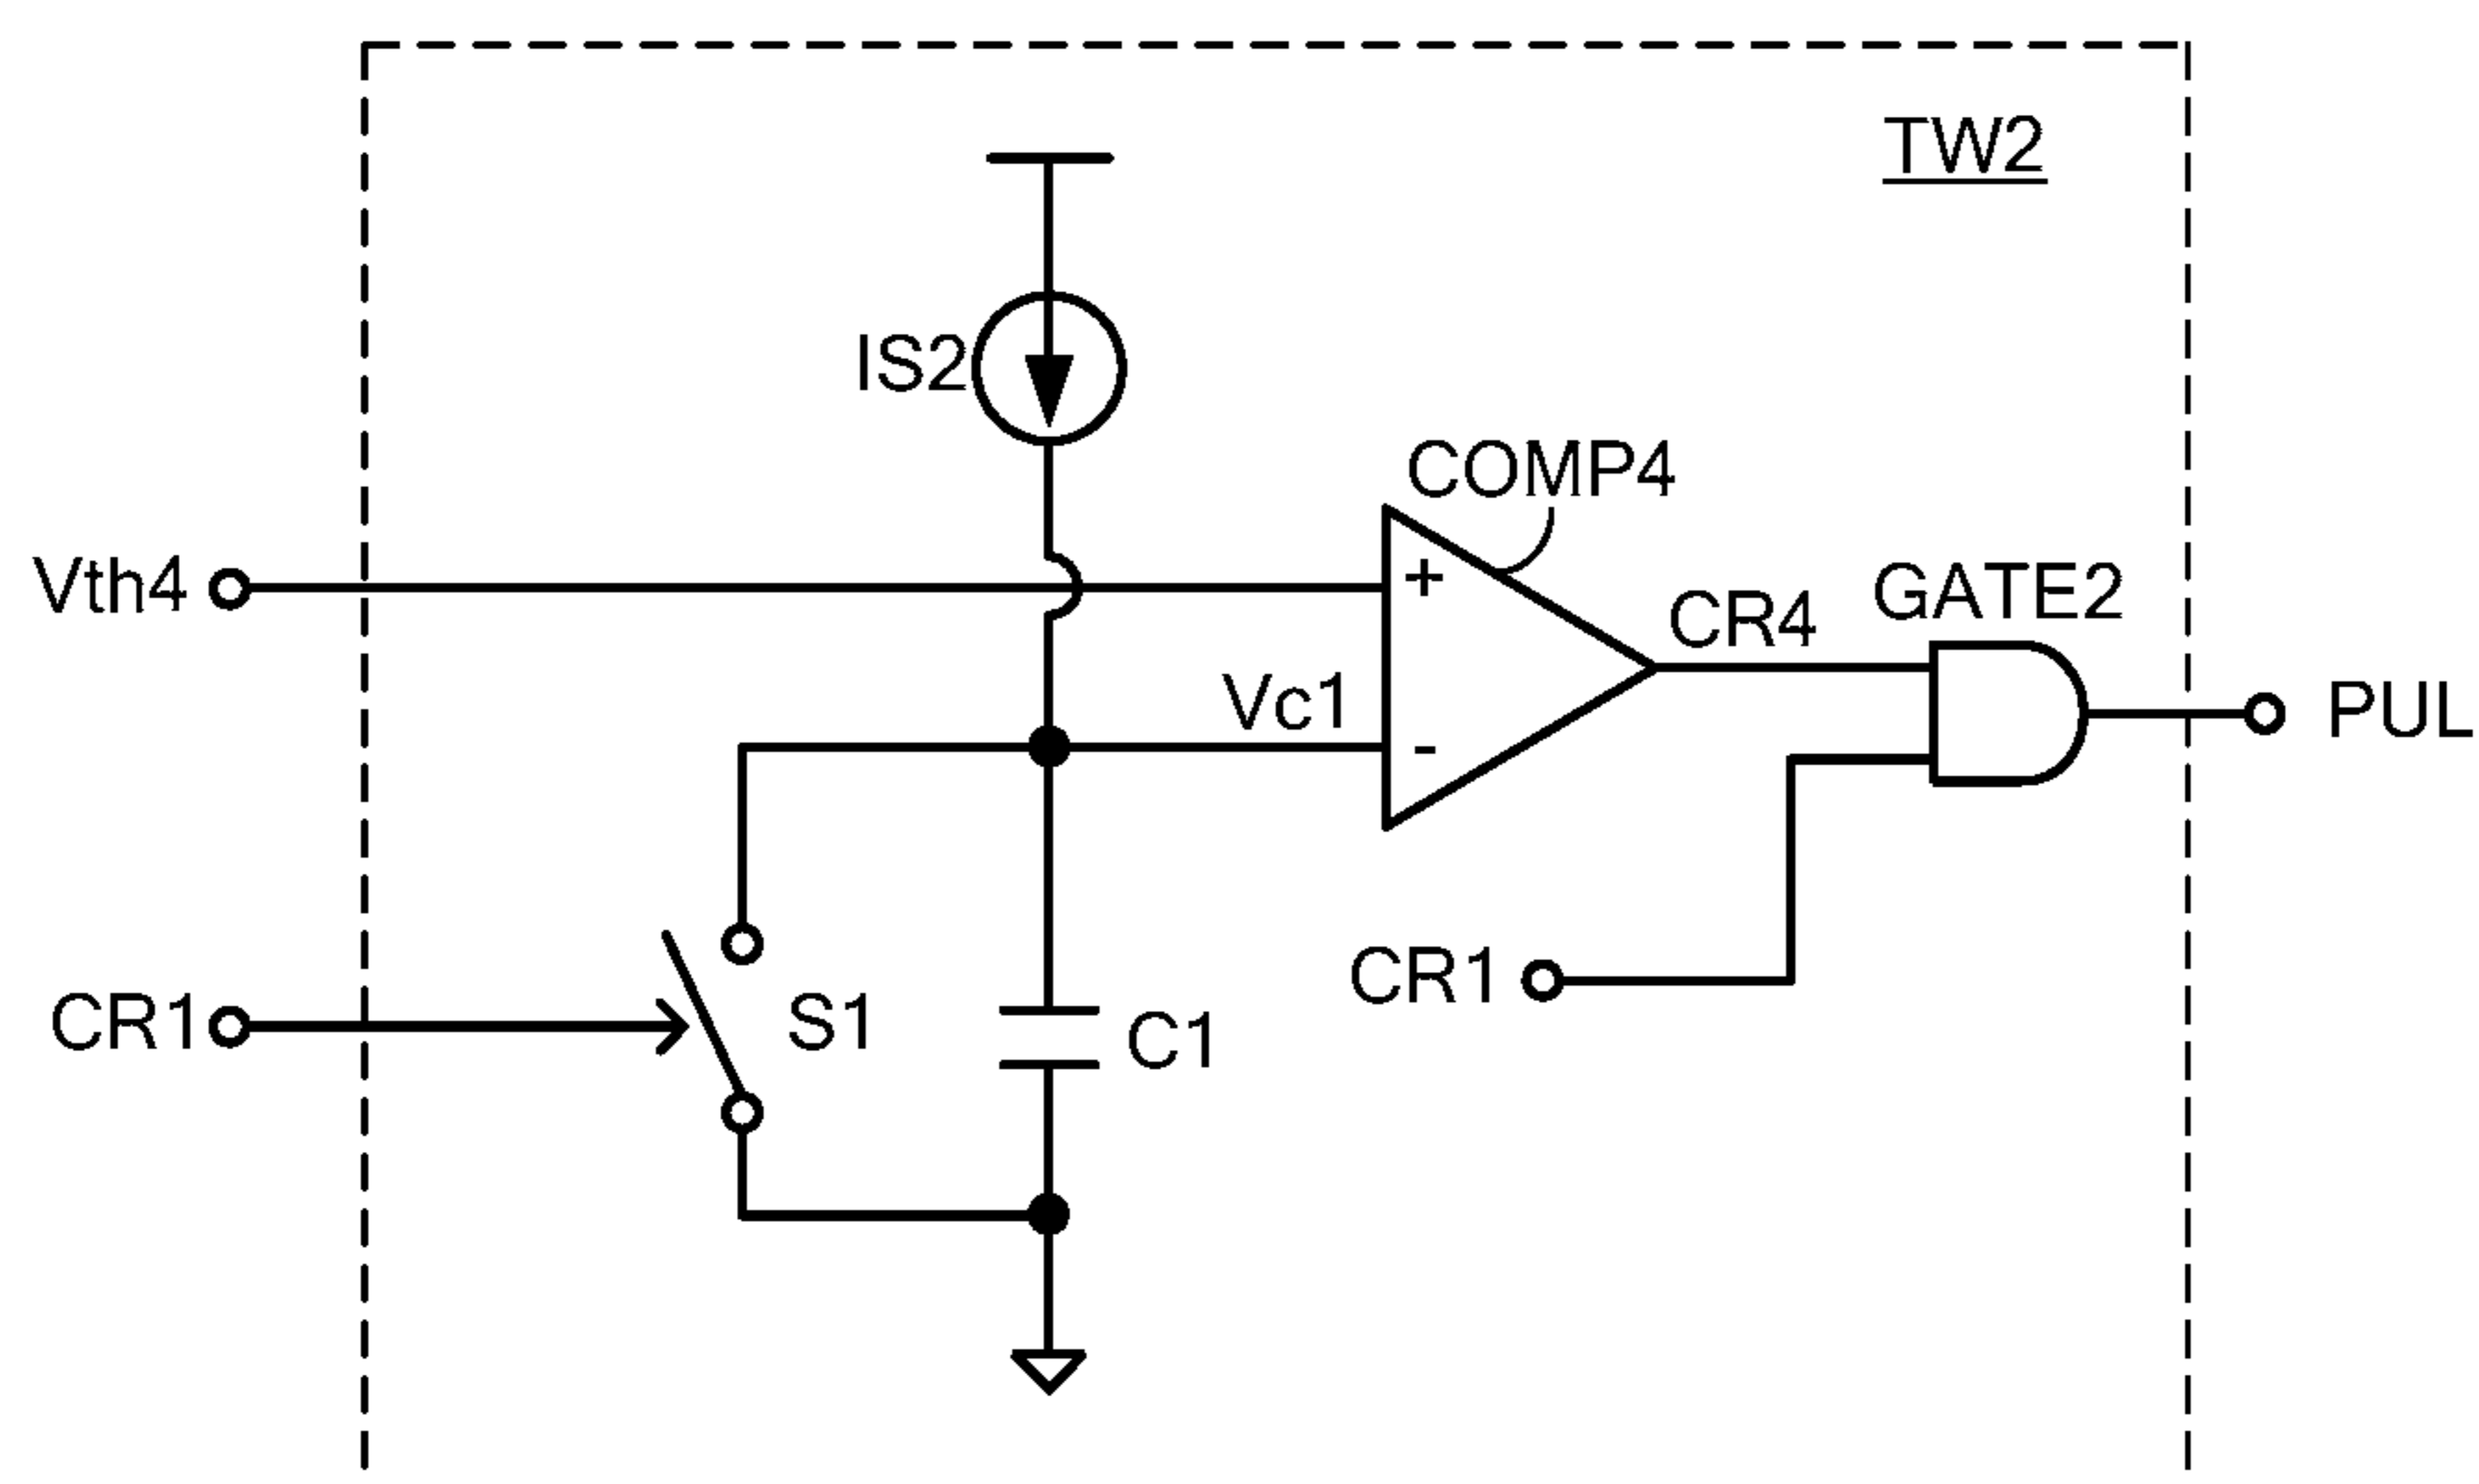 TW2
IS2
COMP4
Vth4
+
CR4
GATE2
Vc1
-
PUL
CR1
CR1
S1
C1